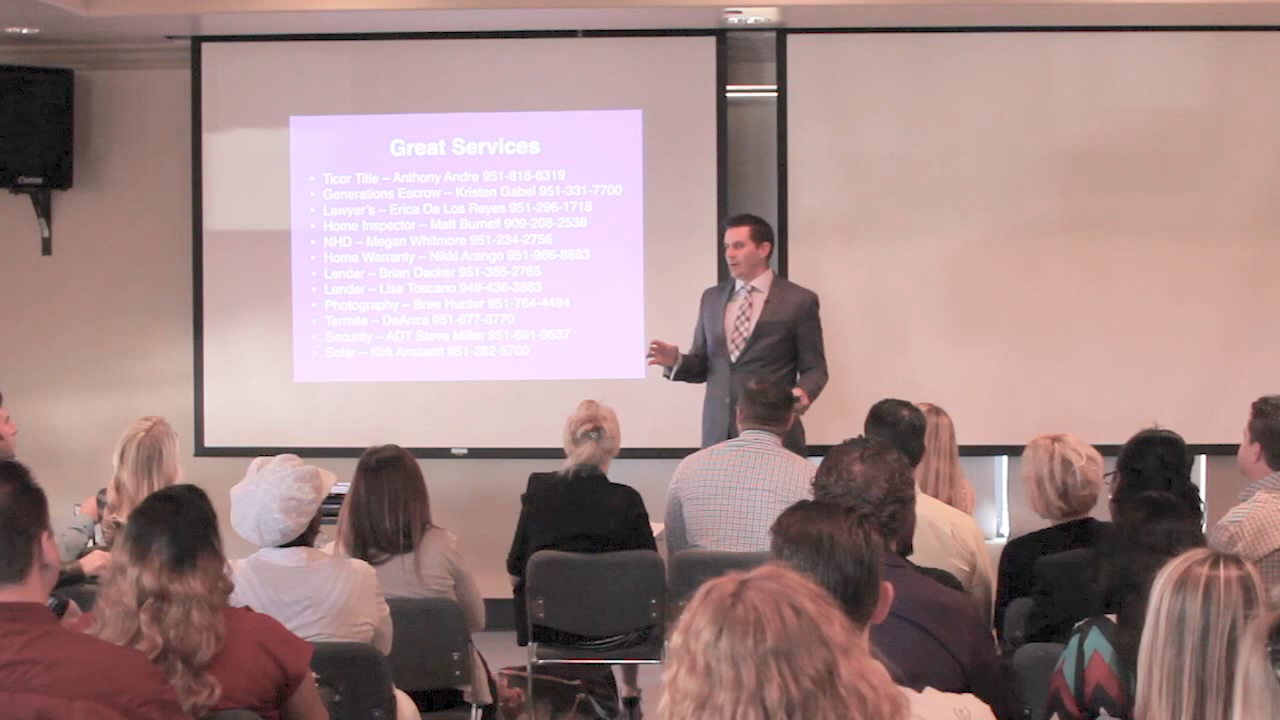 Great Services
• Ticor Title – Anthony Andre 951-818-8319
• Generations Escrow – Kristen Gabel 951-331-7700
• Lawyer's – Erica De Los Reyes 951-296-1718
• Home Inspector – Matt Burnell 909-208-2538
• NHD – Megan Whitmore 951-234-2756
• Home Warranty – Nikki Arango 951-966-8883
• Lender – Brian Decker 951-365-2765
• Lender – Lisa Toscano 949-436-3863
• Photography – Bree Hunter 951-764-4494
• Termite – DeAnza 951-677-8770
• Security – ADT Steve Miller 951-691-9537
• Solar – Kirk Anstaett 951-282-5700